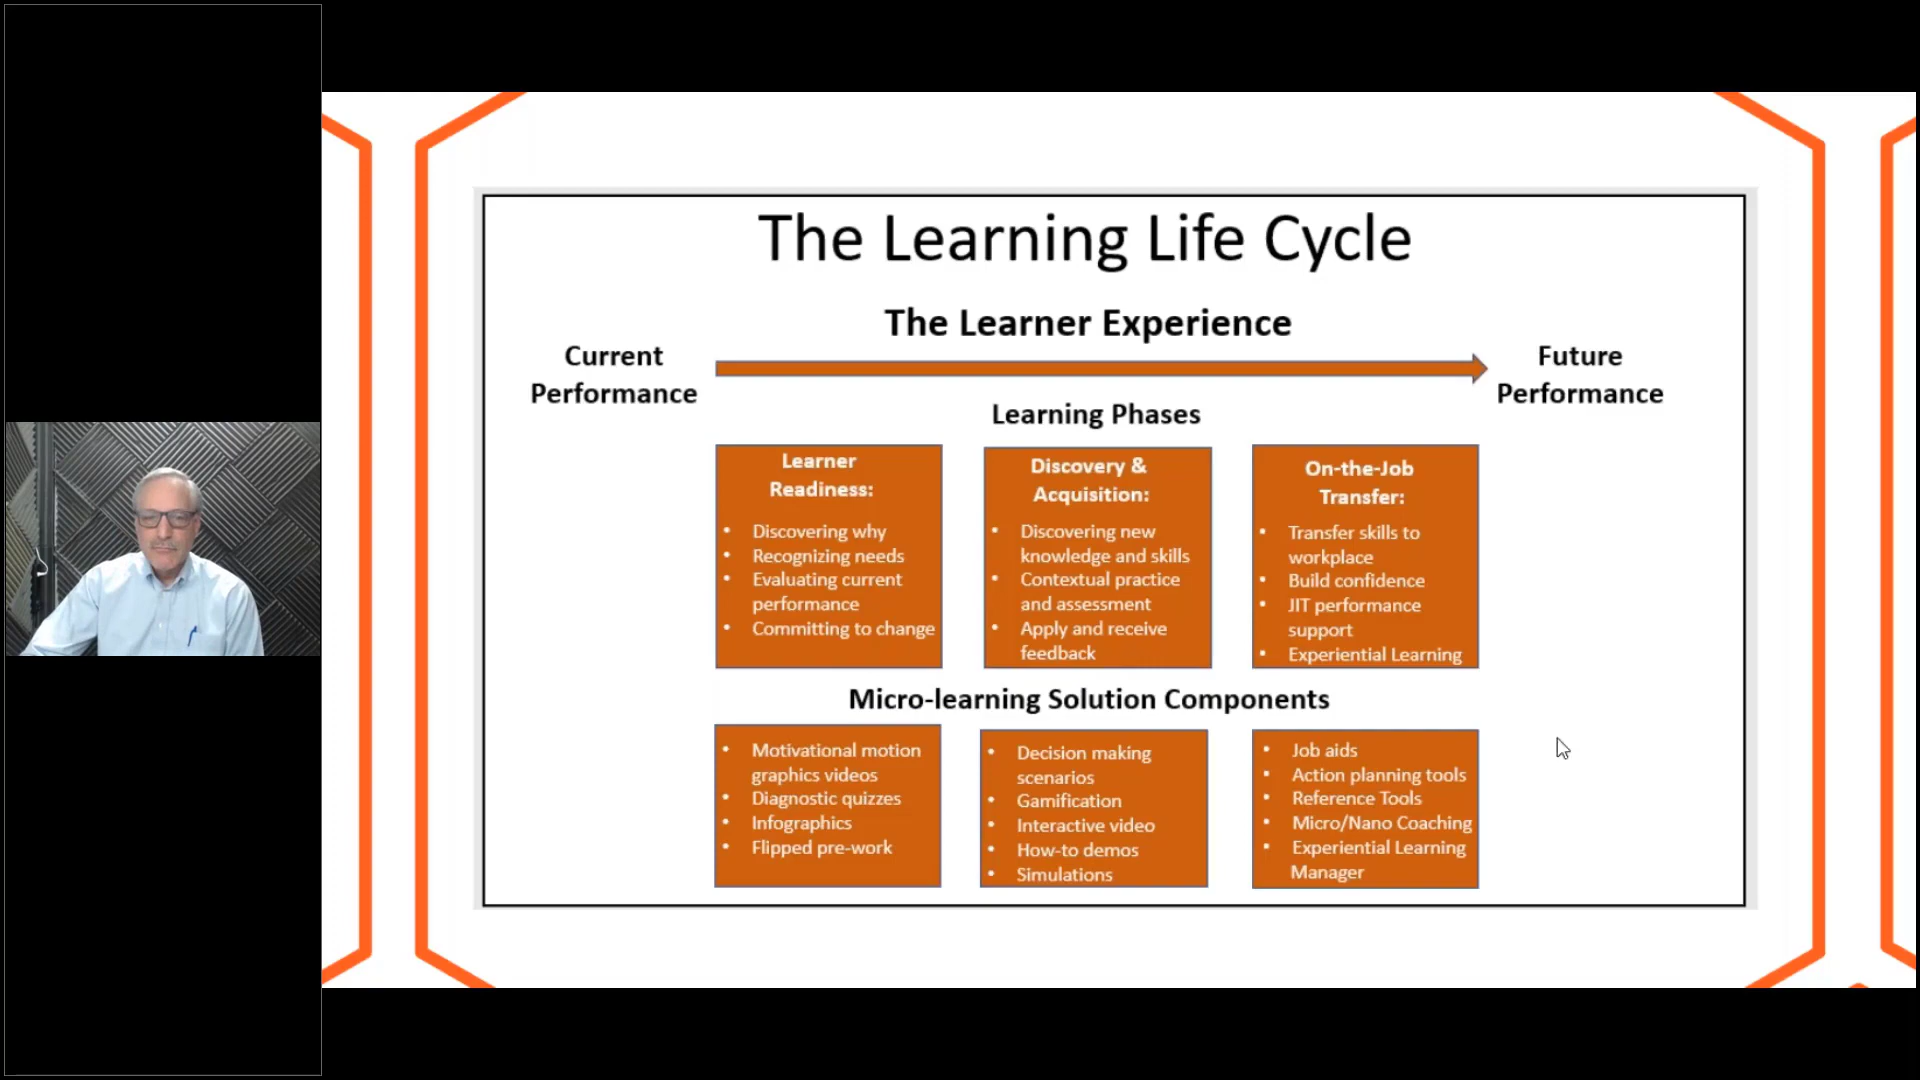 The Learning Life Cycle
The Learner Experience
Current
Performance
Future
Performance
Learning Phases
Learner
Readiness:
• Discovering why
• Recognizing needs
• Evaluating current
performance
• Committing to change
Discovery &
Acquisition:
• Discovering new
knowledge and skills
• Contextual practice
and assessment
• Apply and receive
feedback
On-the-Job
Transfer:
• Transfer skills to
workplace
• Build confidence
• JIT performance
support
• Experiential Learning
Micro-learning Solution Components
• Motivational motion
graphics videos
• Diagnostic quizzes
• Infographics
• Flipped pre-work
• Decision making
scenarios
• Gamification
• Interactive video
• How-to demos
• Simulations
• Job aids
• Action planning tools
• Reference Tools
• Micro/Nano Coaching
• Experiential Learning
Manager